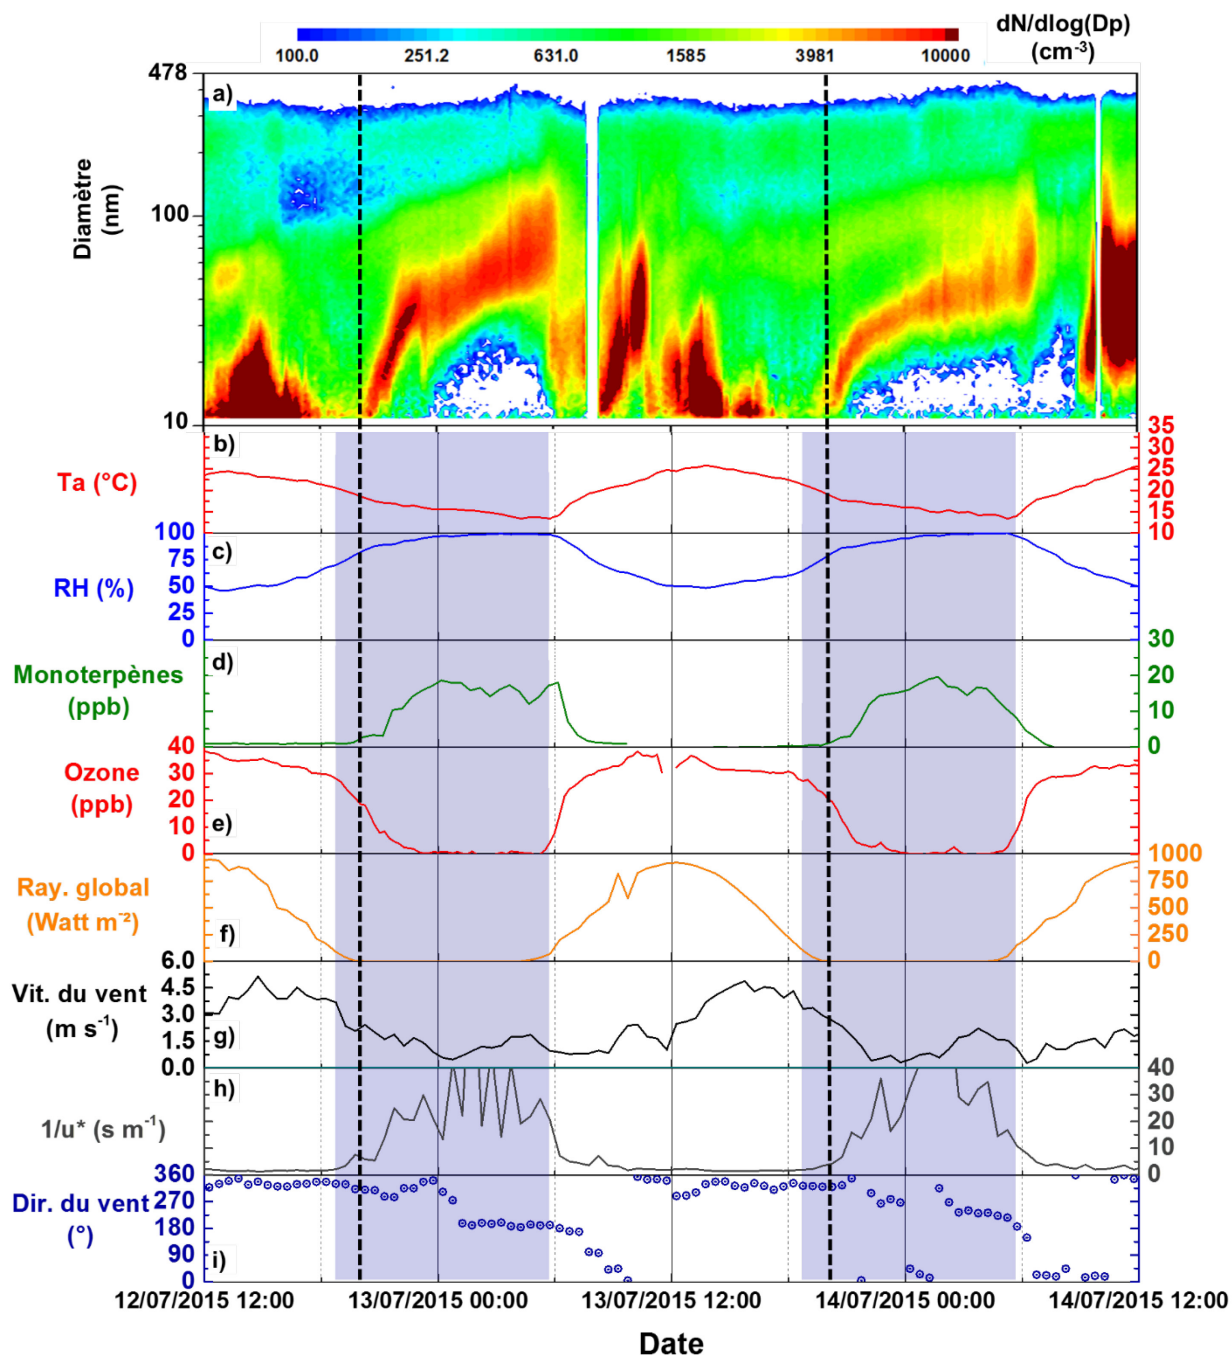 dN/dlog(Dp)
(cm⁻³)
100.0 251.2 631.0 1585 3981 10000
478
100
10
Diamètre
(nm)
a)
b)
Ta (°C)
35
30
25
20
15
10
c)
RH (%)
100
75
50
25
0
d)
Monoterpènes
(ppb)
30
20
10
0
e)
Ozone
(ppb)
40
30
20
10
0
f)
Ray. global
(Watt m⁻²)
1000
750
500
250
0
g)
Vit. du vent
(m s⁻¹)
6.0
4.5
3.0
1.5
0.0
h)
1/u* (s m⁻¹)
40
30
20
10
0
i)
Dir. du vent
(°)
360
270
180
90
0
12/07/2015 12:00 13/07/2015 00:00 13/07/2015 12:00 14/07/2015 00:00 14/07/2015 12:00
Date